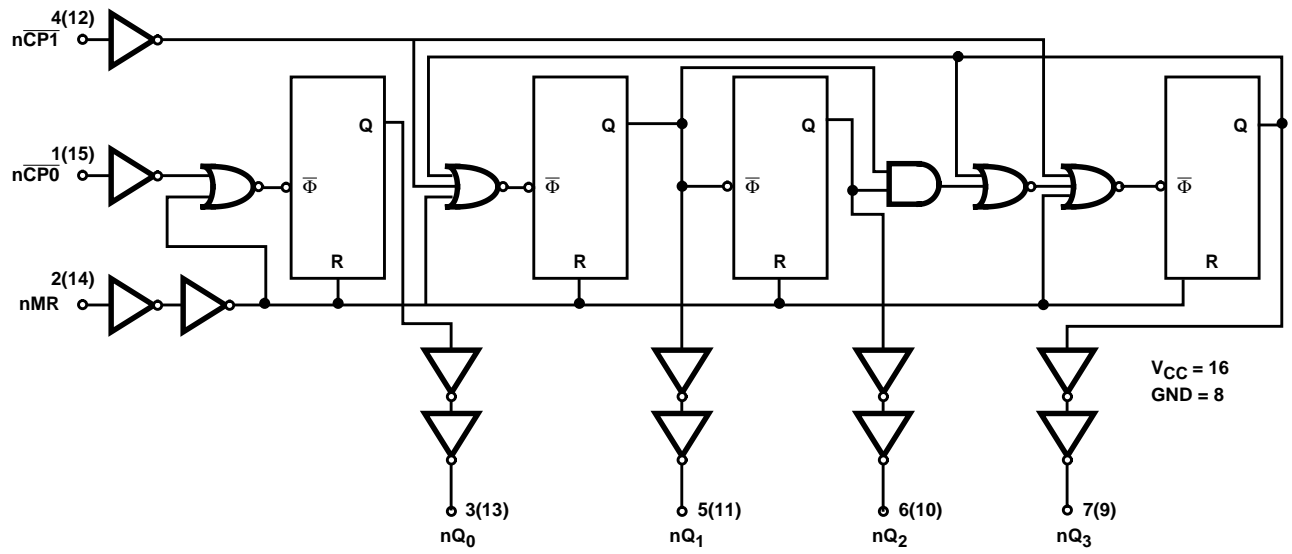 4(12)
nCP1
1(15)
nCP0
2(14)
nMR
Q
Φ
R
Q
Φ
R
Q
Φ
R
Q
Φ
R
VCC = 16
GND = 8
3(13)
nQ0
5(11)
nQ1
6(10)
nQ2
7(9)
nQ3